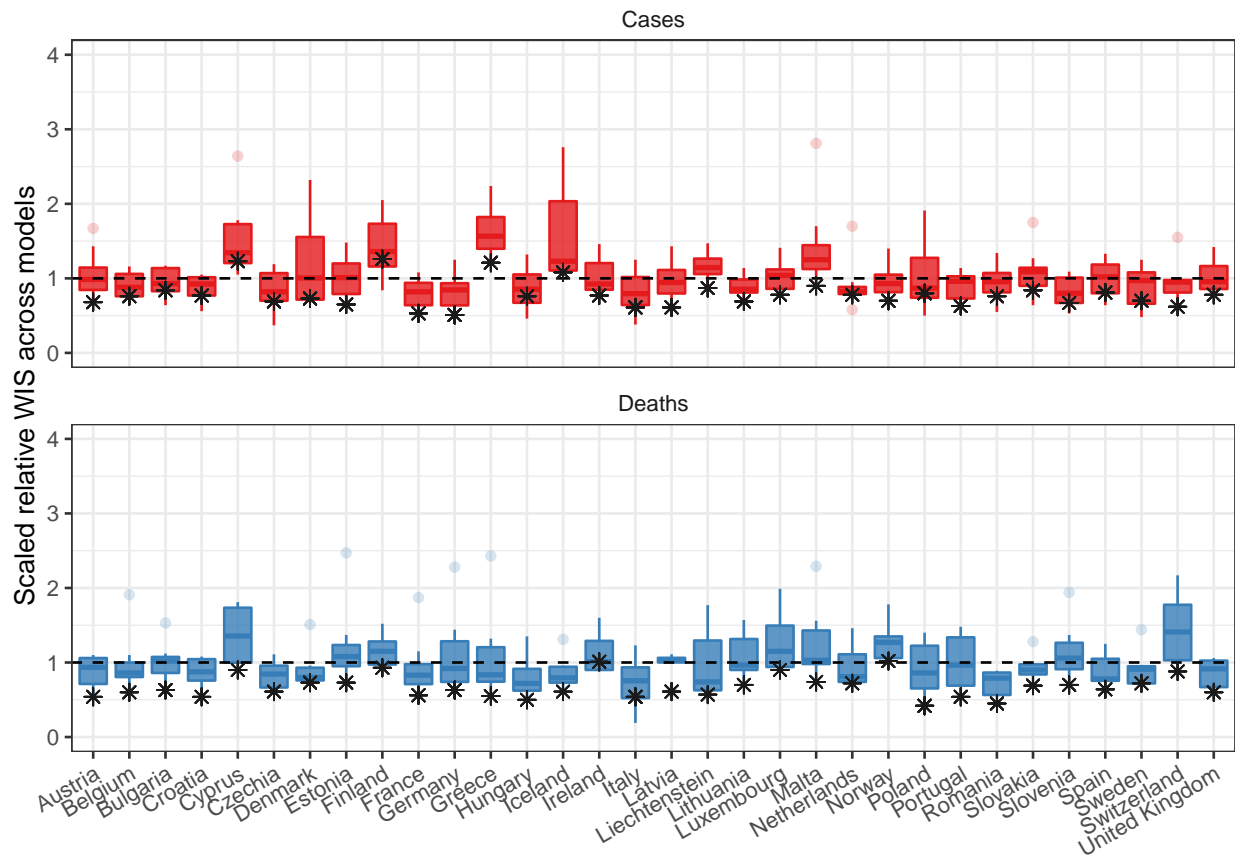 Cases
4
3
2
1
0
Scaled relative WIS across models
Deaths
4
3
2
1
0
Austria
Belgium
Bulgaria
Croatia
Cyprus
Czechia
Denmark
Estonia
Finland
France
Germany
Greece
Hungary
Iceland
Ireland
Italy
Latvia
Liechtenstein
Lithuania
Luxembourg
Malta
Netherlands
Norway
Poland
Portugal
Romania
Slovakia
Slovenia
Spain
Sweden
Switzerland
United Kingdom